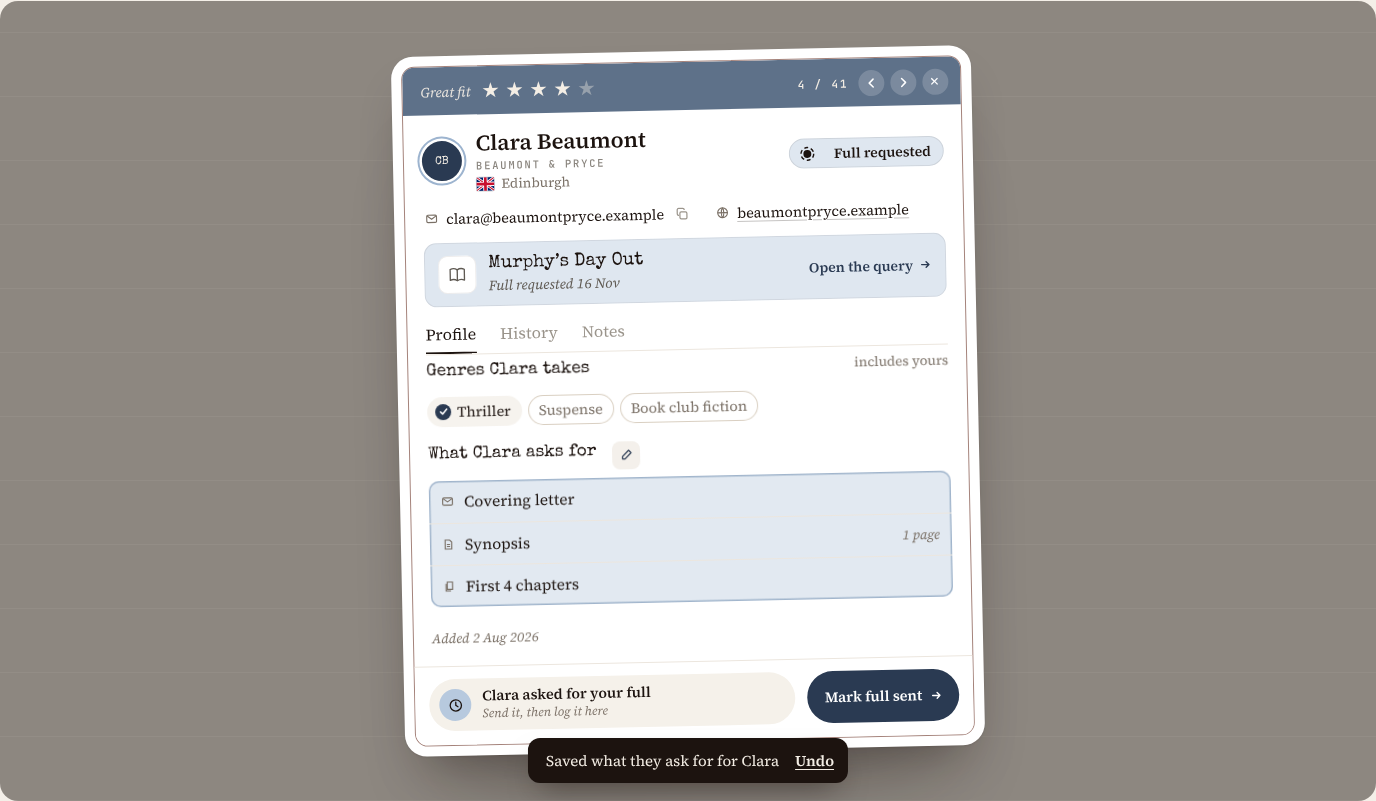 Great fit
4 / 41
CB
Clara Beaumont
BEAUMONT & PRYCE
Edinburgh
Full requested
clara@beaumontpryce.example
beaumontpryce.example
Murphy’s Day Out
Full requested 16 Nov
Open the query
Profile
History
Notes
Genres Clara takes
includes yours
Thriller
Suspense
Book club fiction
What Clara asks for
Covering letter
Synopsis
1 page
First 4 chapters
Added 2 Aug 2026
Clara asked for your full
Send it, then log it here
Mark full sent
Saved what they ask for for Clara
Undo